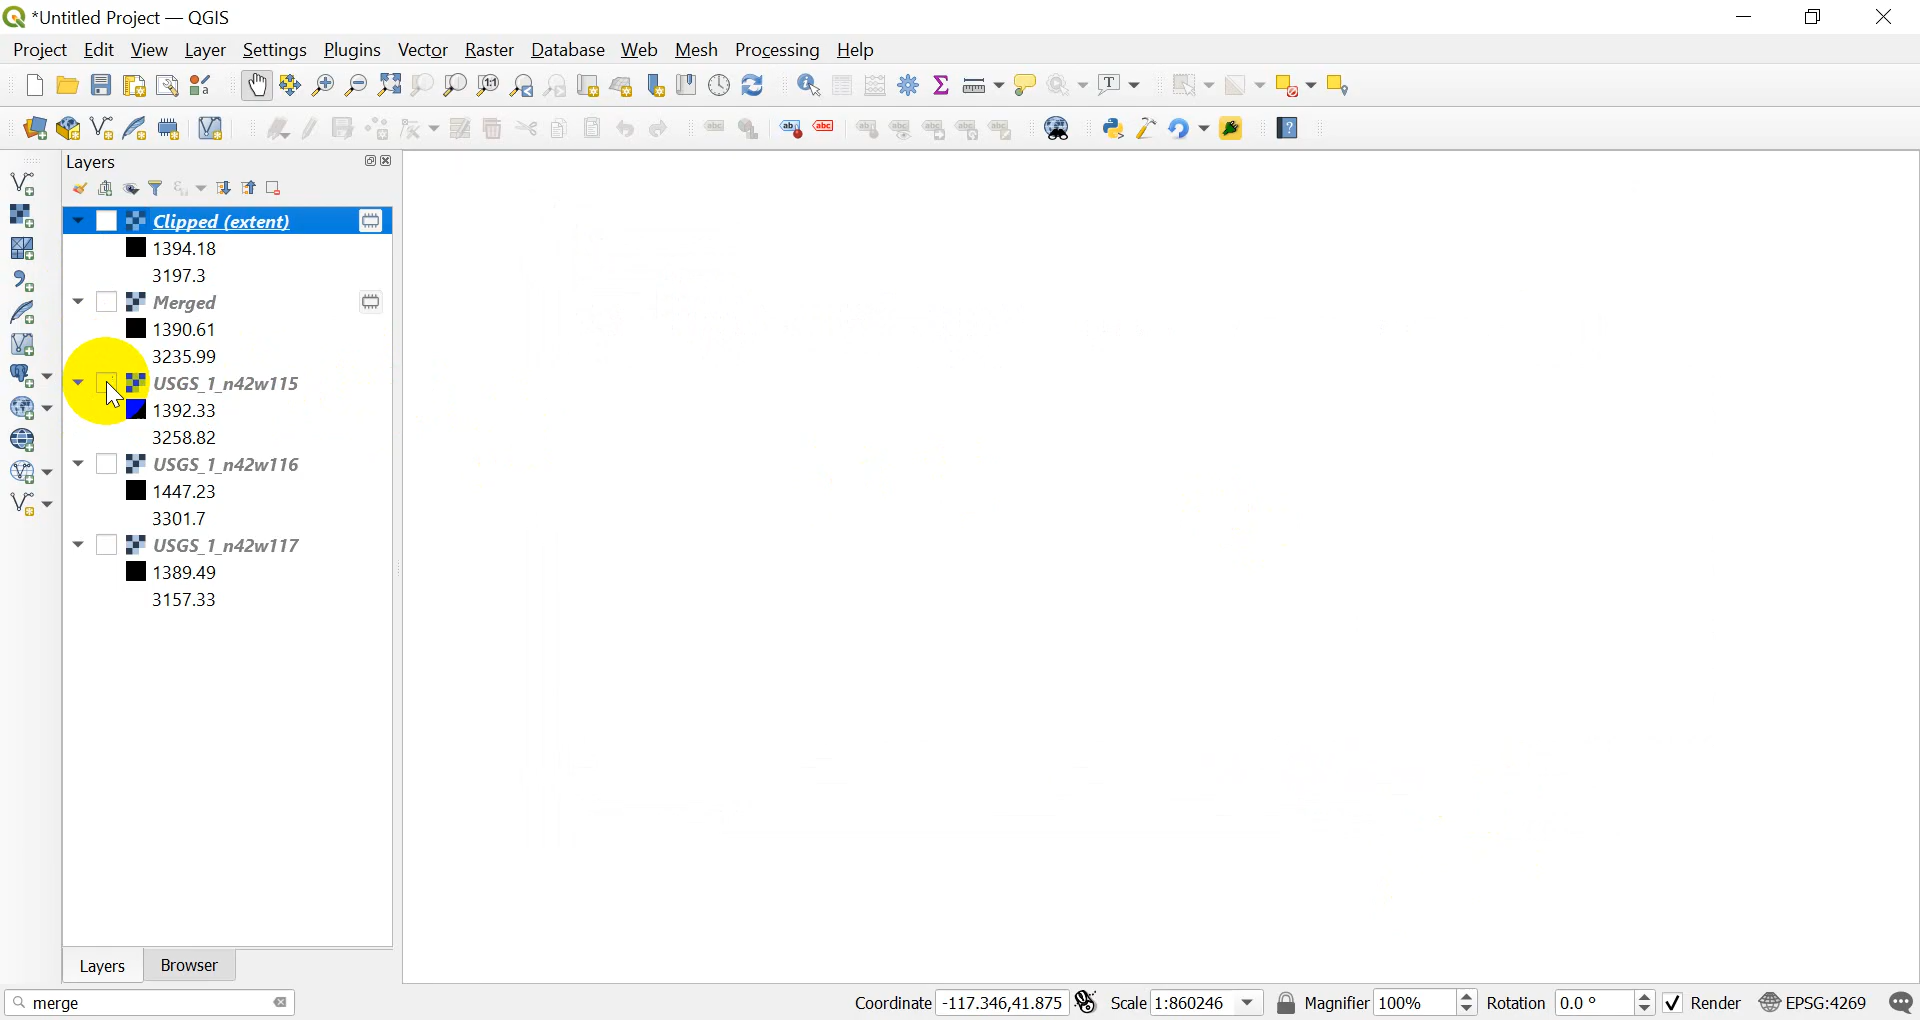 *Untitled Project — QGIS
Project Edit View Layer Settings Plugins Vector Raster Database Web Mesh Processing Help
Layers
Clipped (extent)
1394.18
3197.3
Merged
1390.61
3235.99
USGS_1_n42w115
1392.33
3258.82
USGS_1_n42w116
1447.23
3301.7
USGS_1_n42w117
1389.49
3157.33
Layers Browser
merge Coordinate -117.346,41.875 Scale 1:860246 Magnifier 100% Rotation 0.0 ° Render EPSG:4269